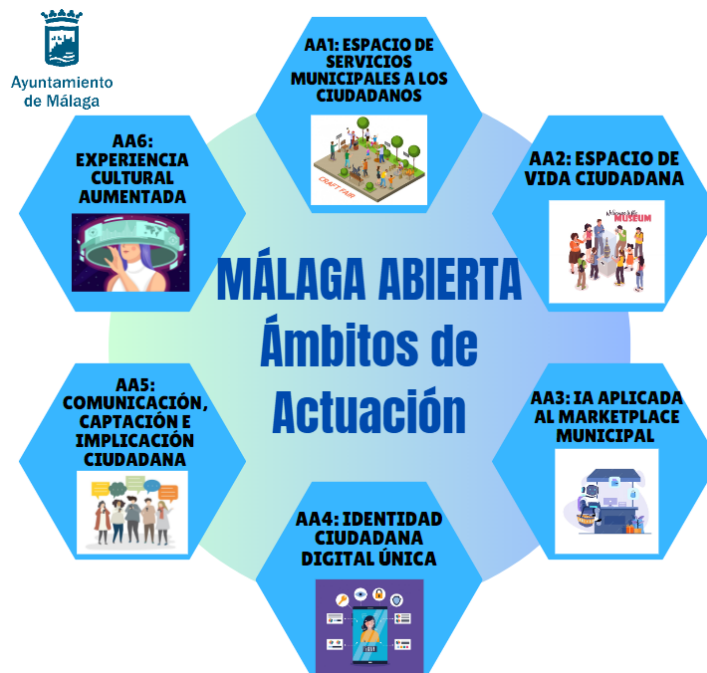 Ayuntamiento
de Málaga
AA1: ESPACIO DE
SERVICIOS
MUNICIPALES A LOS
CIUDADANOS
CRAFT FAIR
AA2: ESPACIO DE
VIDA CIUDADANA
MUSEUM
AA3: IA APLICADA
AL MARKETPLACE
MUNICIPAL
AA4: IDENTIDAD
CIUDADANA
DIGITAL ÚNICA
AA5:
COMUNICACIÓN,
CAPTACIÓN E
IMPLICACIÓN
CIUDADANA
AA6:
EXPERIENCIA
CULTURAL
AUMENTADA
MÁLAGA ABIERTA
Ámbitos de
Actuación